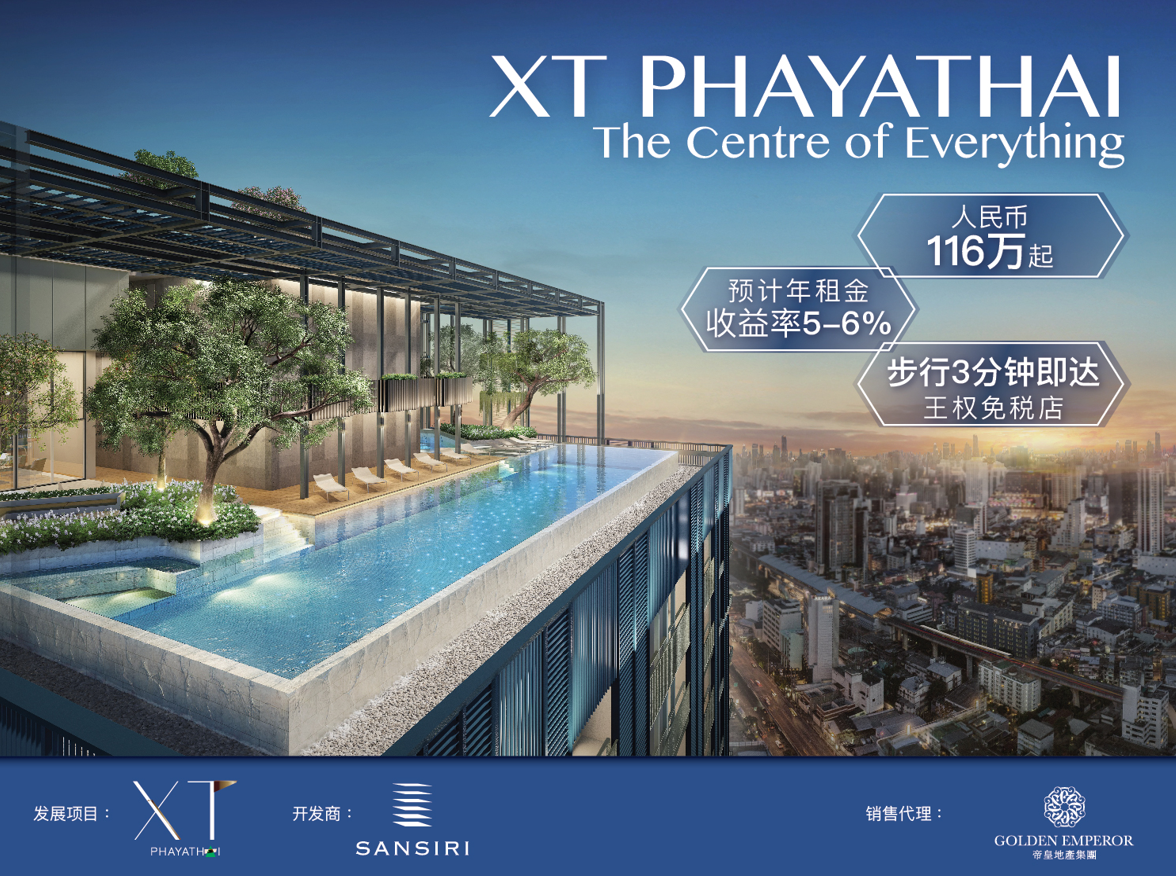 XT PHAYATHAI
The Centre of Everything
人民币
116万起
预计年租金
收益率5–6%
步行3分钟即达
王权免税店
发展项目：
XT
PHAYATHAI
开发商：
SANSIRI
销售代理：
GOLDEN EMPEROR
帝皇地產集團